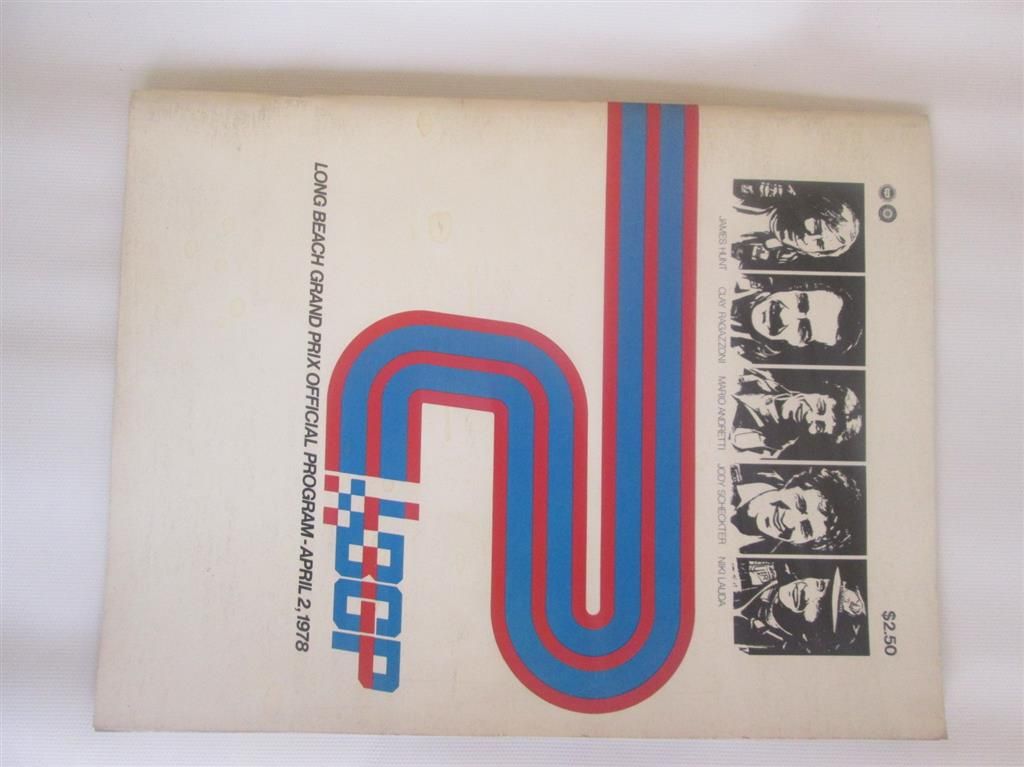 $2.50
JAMES HUNT CLAY RAGAZZONI MARIO ANDRETTI JODY SCHECKTER NIKI LAUDA
LBGP
LONG BEACH GRAND PRIX OFFICIAL PROGRAM-APRIL 2, 1978